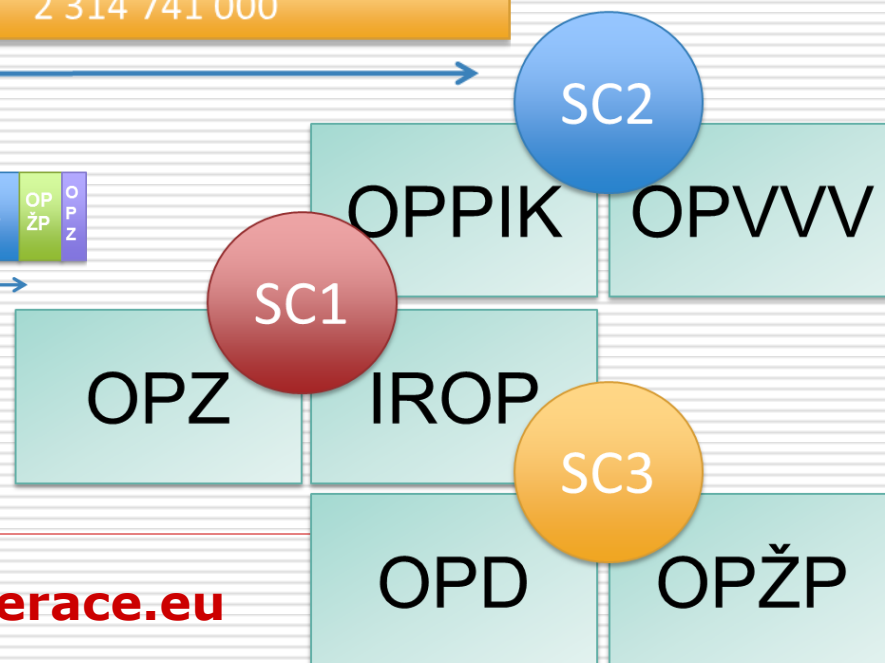 2 314 741 000
SC2
OP
ŽP
O
P
Z
OPPIK
OPVVV
SC1
OPZ
IROP
SC3
OPD
OPŽP
erace.eu